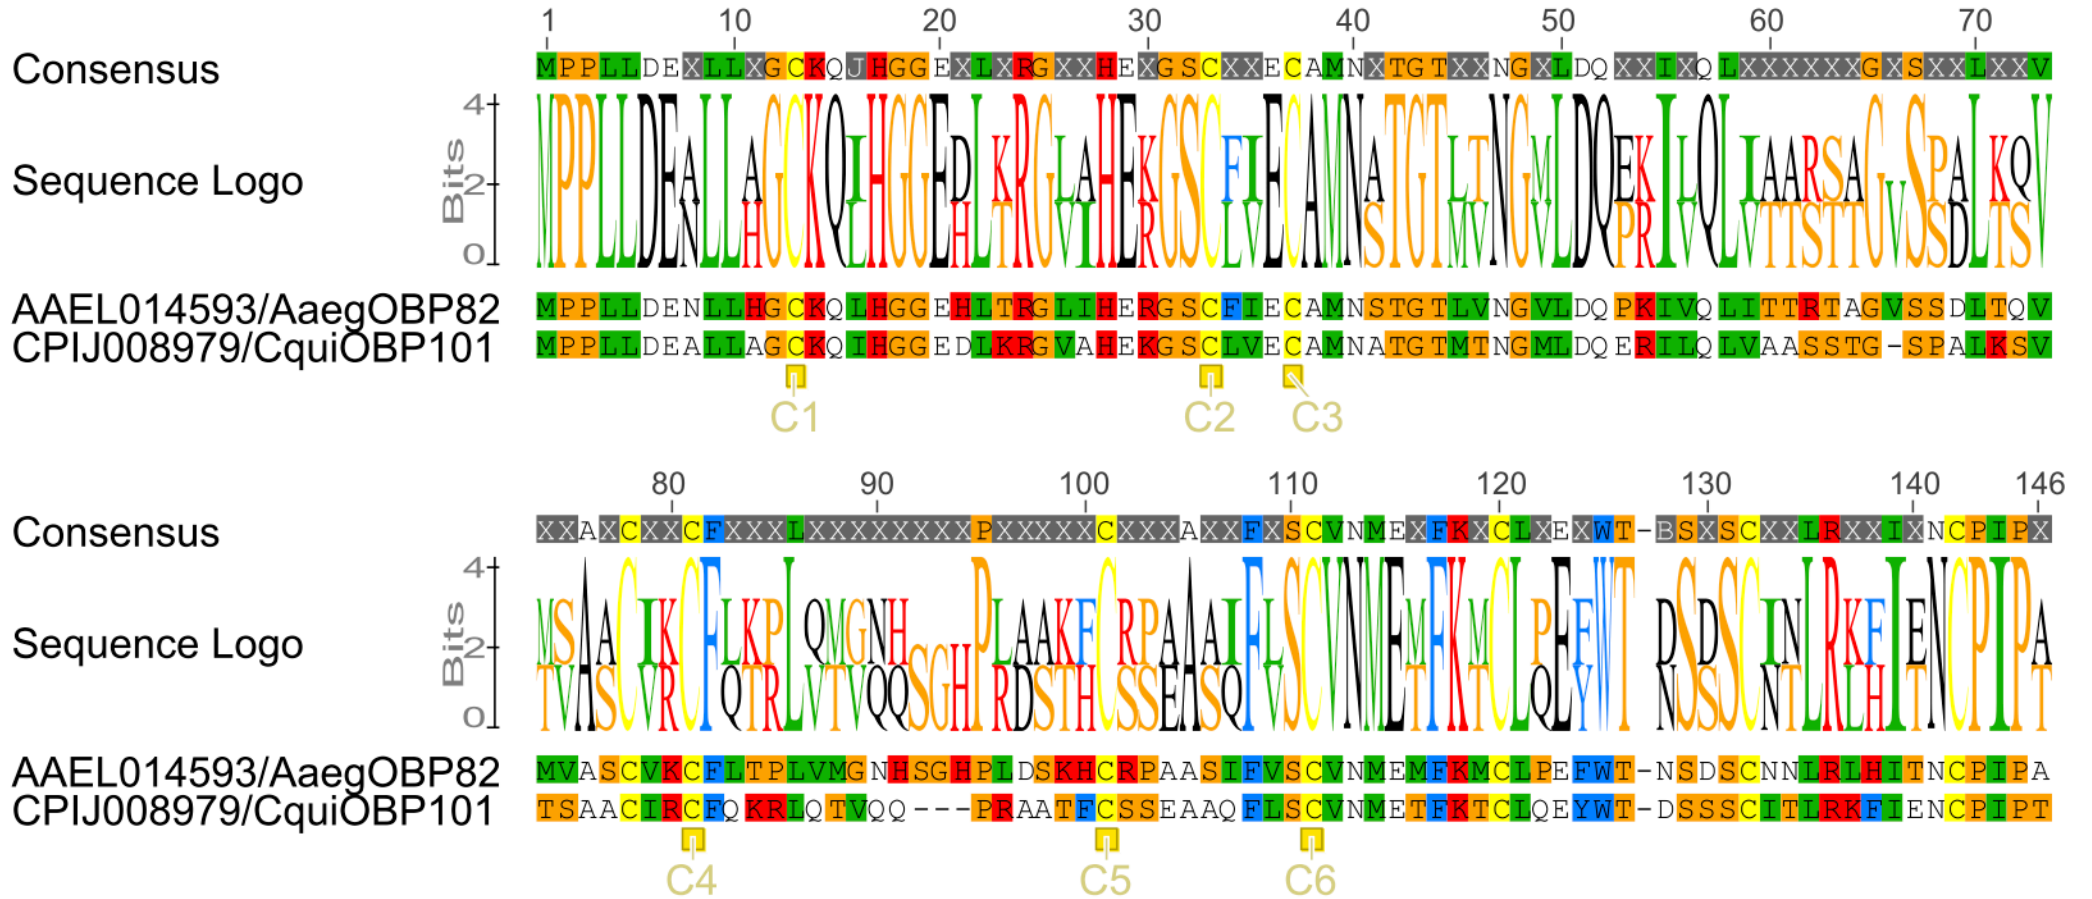 1 10 20 30 40 50 60 70
Consensus MPPLLDEXLLXGCKQJHGGEXLXRGXXHEXGSCXXECAMNXTGTXXNGXLDQXXIXQLXXXXXXGXSXXLXXV
4
Bits
2
0
Sequence Logo
AAEL014593/AaegOBP82 MPPLLDENLLHGCKQLHGGEHLTRGLIHERGSCFIECAMNSTGTLVNGVLDQPKIVQLITTRTAGVSSDLTQV
CPIJ008979/CquiOBP101 MPPLLDEALLAGCKQIHGGEDLKRGVAHEKGSCLVECAMNATGTMTNGMLDQERILQLVAASSTG-SPALKSV
C1 C2 C3
80 90 100 110 120 130 140 146
Consensus XXAXCXXCFXXXLXXXXXXXXPXXXXXCXXXAXXFXSCVNMEXFKXCLXEXWT-BSXSCXXLRXXIXNCPIPX
4
Bits
2
0
Sequence Logo
AAEL014593/AaegOBP82 MVASCVKCFLTPLVMGNHSGHPLDSKHCRPAASIFVSCVNMEMFKMCLPEFWT-NSDSCNNLRLHITNCPIPA
CPIJ008979/CquiOBP101 TSAACIRCFQKRLQTVQQ---PRAATFCSSEAAQFLSCVNMETFKTCLQEYWT-DSSSCITLRKFIENCPIPT
C4 C5 C6